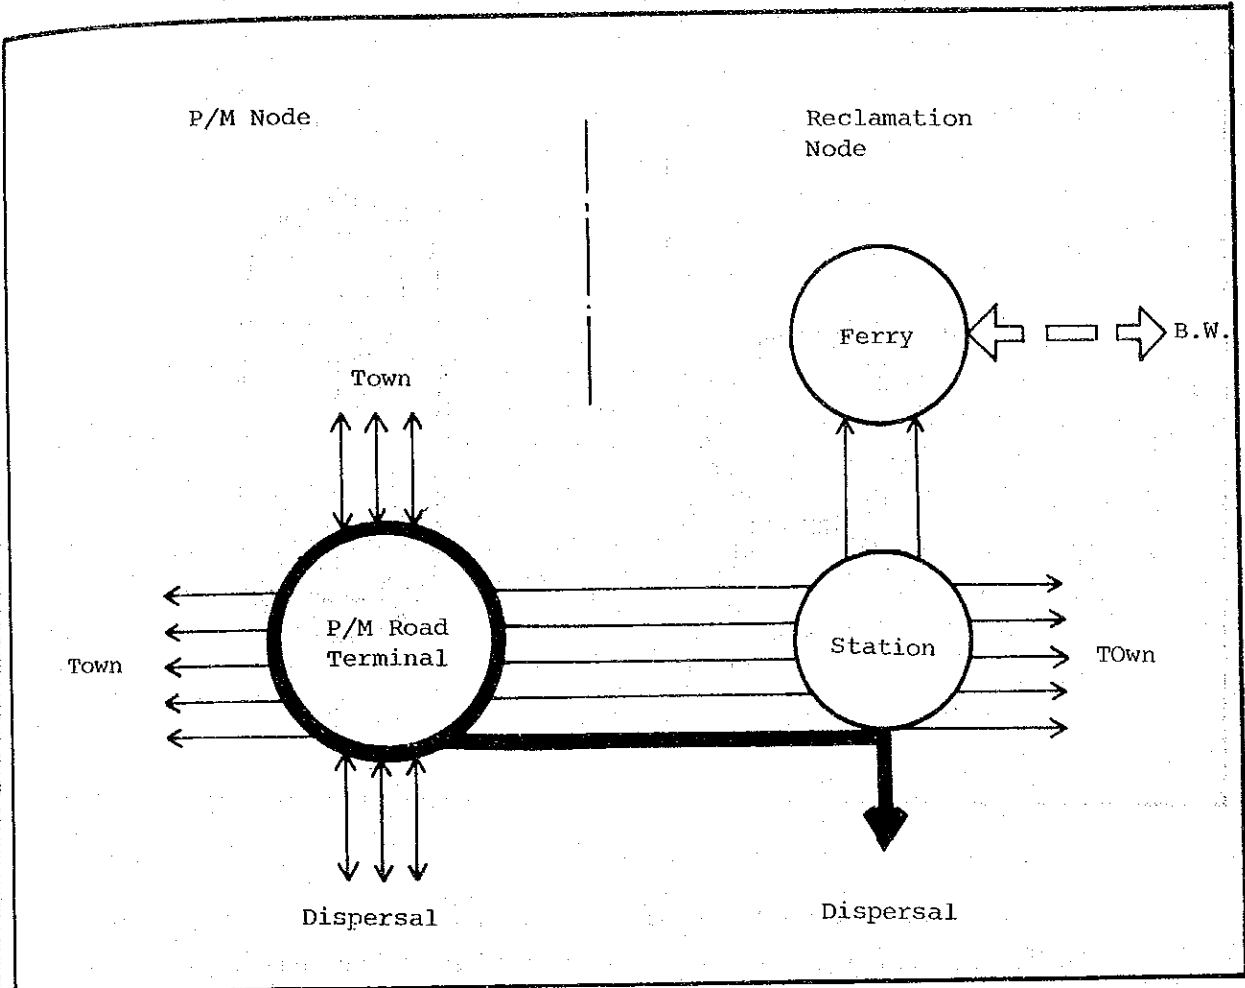 P/M Node
Reclamation
Node
Ferry
B.W.
Town
P/M Road
Terminal
Station
Town
TOwn
Dispersal
Dispersal